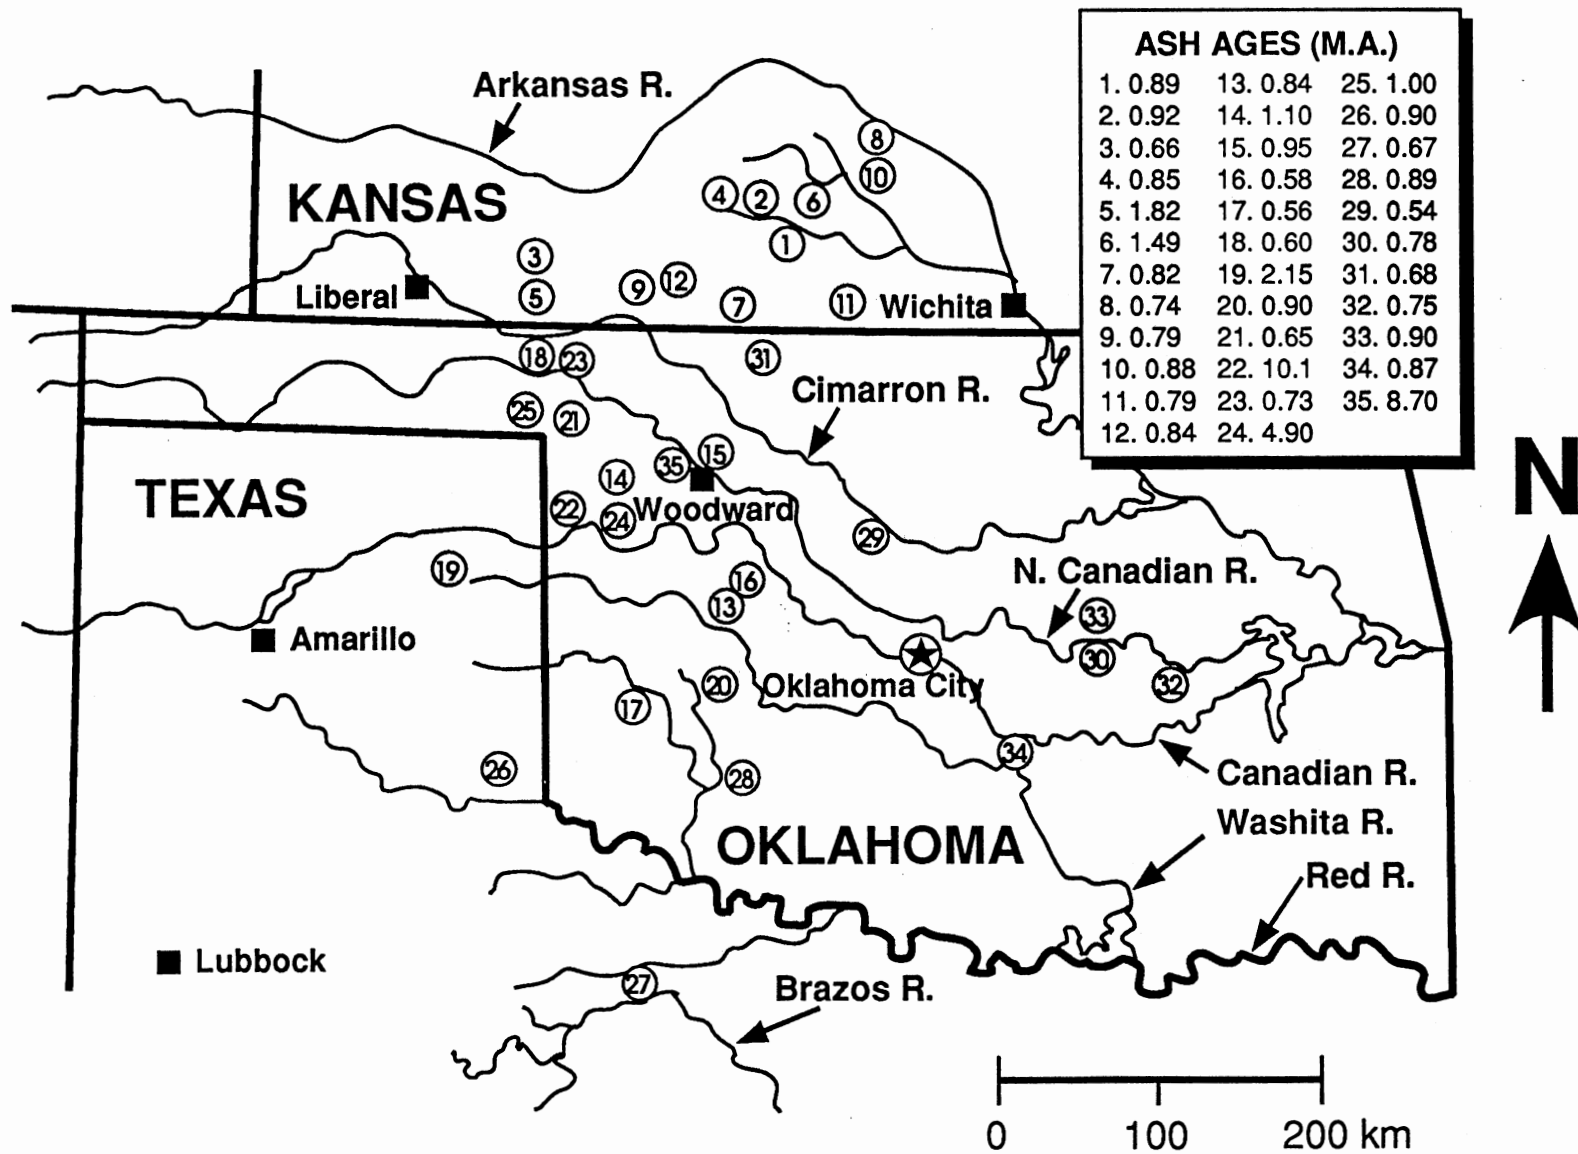 ASH AGES (M.A.)
1. 0.89 13. 0.84 25. 1.00
2. 0.92 14. 1.10 26. 0.90
3. 0.66 15. 0.95 27. 0.67
4. 0.85 16. 0.58 28. 0.89
5. 1.82 17. 0.56 29. 0.54
6. 1.49 18. 0.60 30. 0.78
7. 0.82 19. 2.15 31. 0.68
8. 0.74 20. 0.90 32. 0.75
9. 0.79 21. 0.65 33. 0.90
10. 0.88 22. 10.1 34. 0.87
11. 0.79 23. 0.73 35. 8.70
12. 0.84 24. 4.90
Arkansas R.
8
10
KANSAS
4 2 6
1
3
12
9
5
7
11
Liberal
Wichita
18 23
31
Cimarron R.
25 21
15
35
14
TEXAS
N
Woodward
22
24
29
19
N. Canadian R.
16
13
33
Amarillo
30
20
Oklahoma City
32
17
34
26
28
Canadian R.
Washita R.
OKLAHOMA
Red R.
Lubbock
27
Brazos R.
0 100 200 km